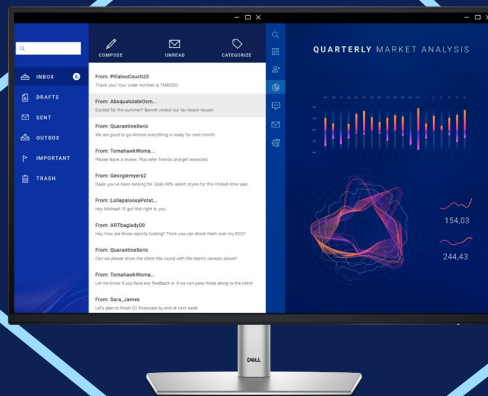 COMPOSE
UNREAD
CATEGORIZE
QUARTERLY MARKET ANALYSIS
INBOX
DRAFTS
SENT
OUTBOX
IMPORTANT
TRASH
From: PillalooCouch23
Thank you! Your order number is TMBG50
From: AbsquatulateOsm...
Excited for the summer? Barrett rented our fav beach house!
From: QuarantineXeric
We are good to go Almost everything is ready for next month
From: TomahawkWoma...
Please leave a review. Plus refer friends and get rewarded.
From: Georgiemyers2
Deals you've been looking for. Grab 40% select styles for this limited time sale.
From: LollapaloosaPotat...
Hey Michael! I'll get that right to you.
From: ARTbaglady00
Hey, how are those reports looking? Think you can shoot them over my EOD?
From: QuarantineXeric
Can we please show the client this round with the team's caveats above?
From: TomahawkWoma...
Let me know if you have any feedback or if we can pass these along to the client
From: Sara_James
Let's plan to finish Q1 financials by end of next week
154,03
244,43
DELL